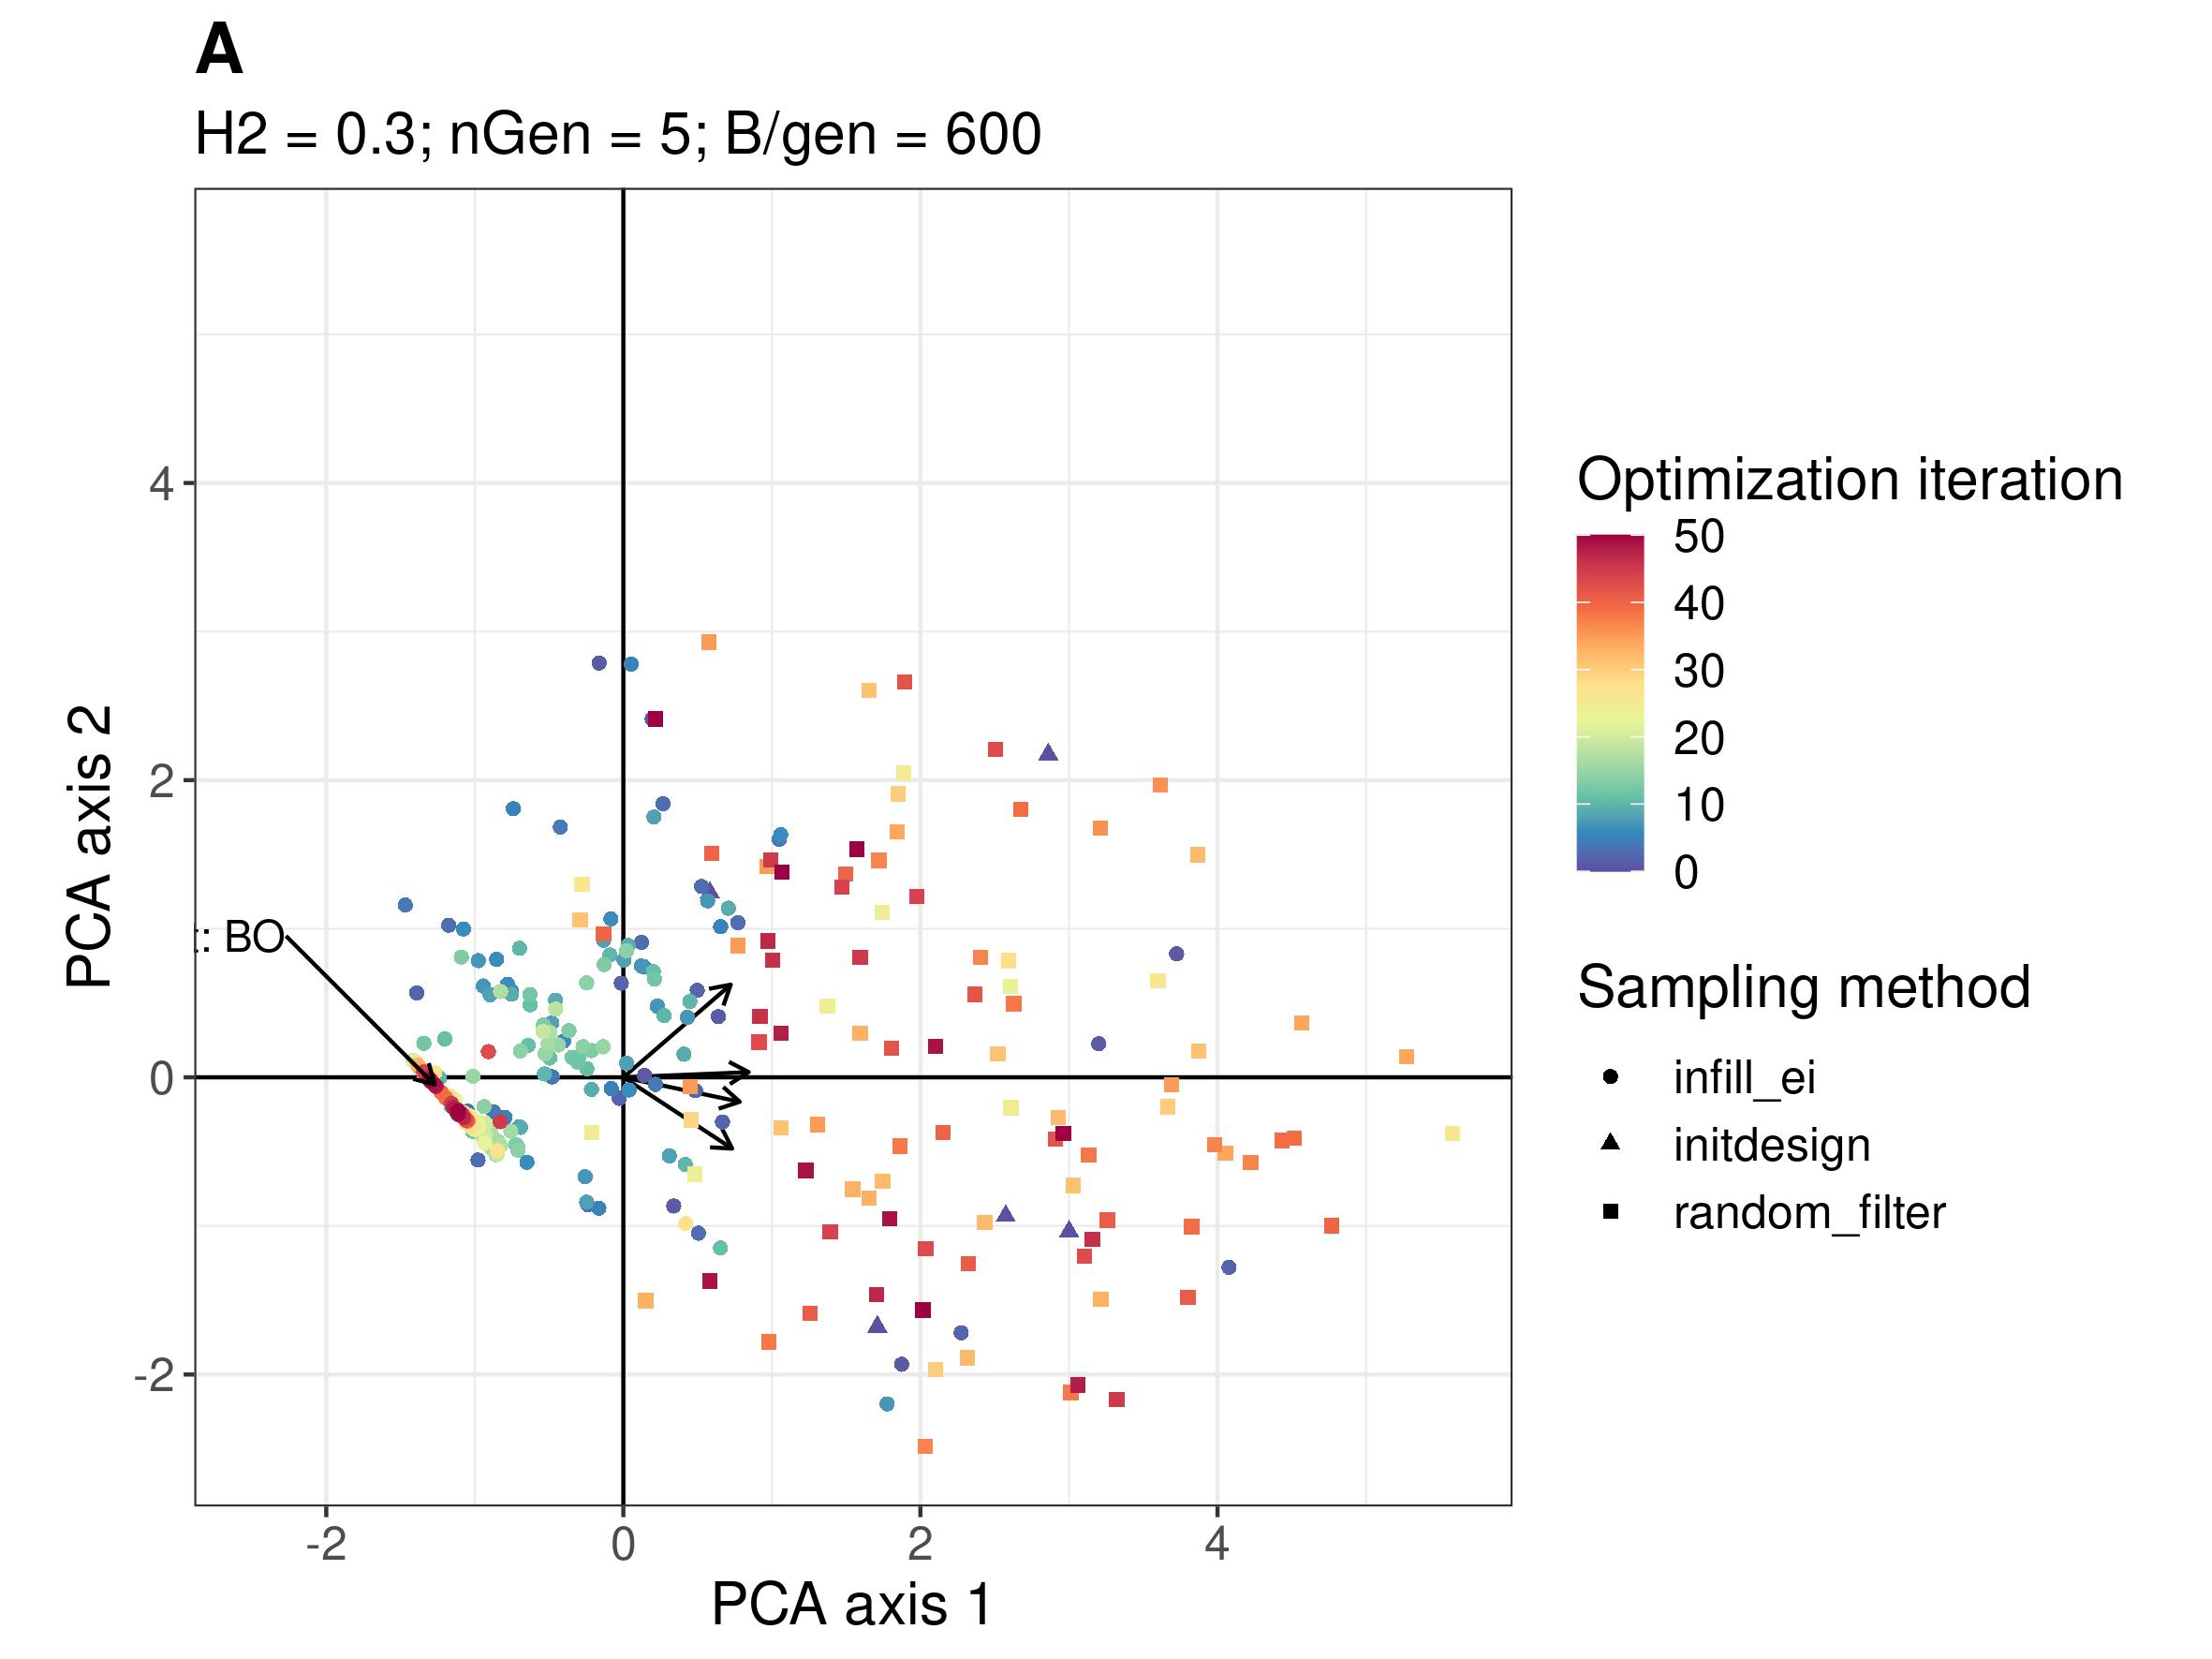 A
H2 = 0.3; nGen = 5; B/gen = 600
PCA axis 2
4
2
0
-2
: BO
-2
0
2
4
PCA axis 1
Optimization iteration
50
40
30
20
10
0
Sampling method
infill_ei
initdesign
random_filter